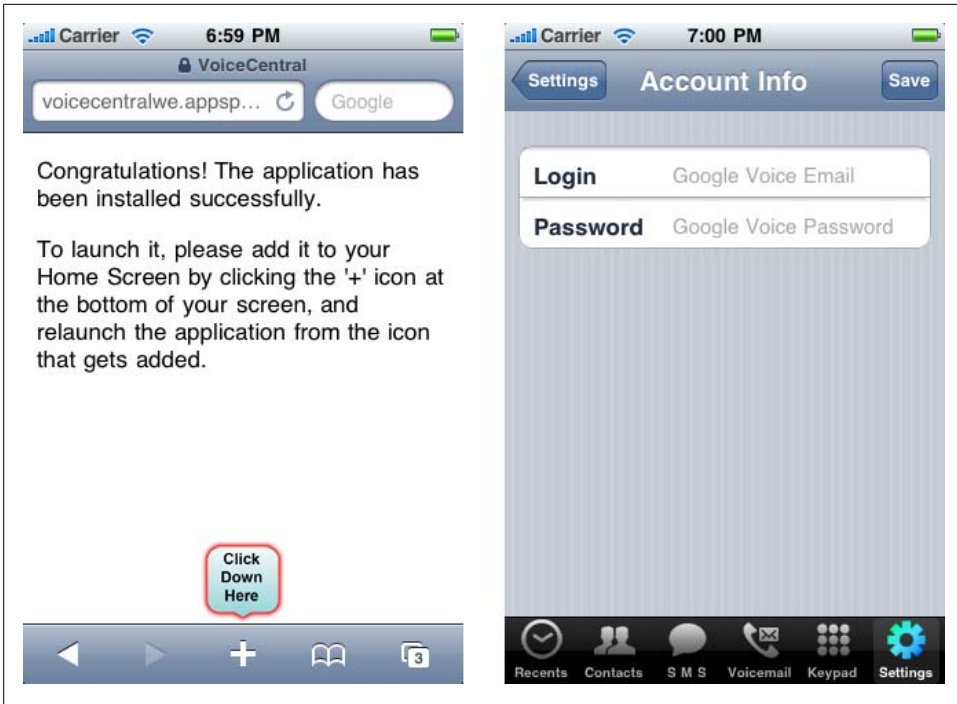 Carrier 6:59 PM
VoiceCentral
voicecentralwe.appsp... Google
Congratulations! The application has
been installed successfully.
To launch it, please add it to your
Home Screen by clicking the '+' icon at
the bottom of your screen, and
relaunch the application from the icon
that gets added.
Click
Down
Here
3
Carrier 7:00 PM
Settings Account Info Save
Login Google Voice Email
Password Google Voice Password
Recents Contacts S M S Voicemail Keypad Settings